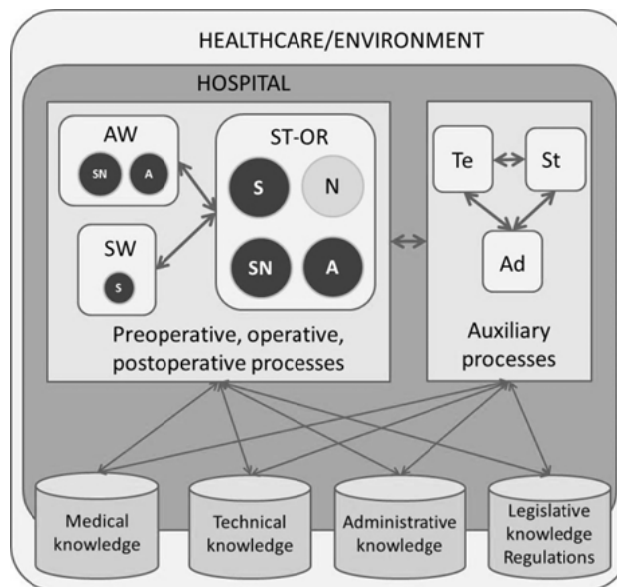 HEALTHCARE/ENVIRONMENT
HOSPITAL
AW
SN A
SW
S
ST-OR
S N
SN A
Preoperative, operative,
postoperative processes
Te St
Ad
Auxiliary
processes
Medical
knowledge
Technical
knowledge
Administrative
knowledge
Legislative
knowledge
Regulations